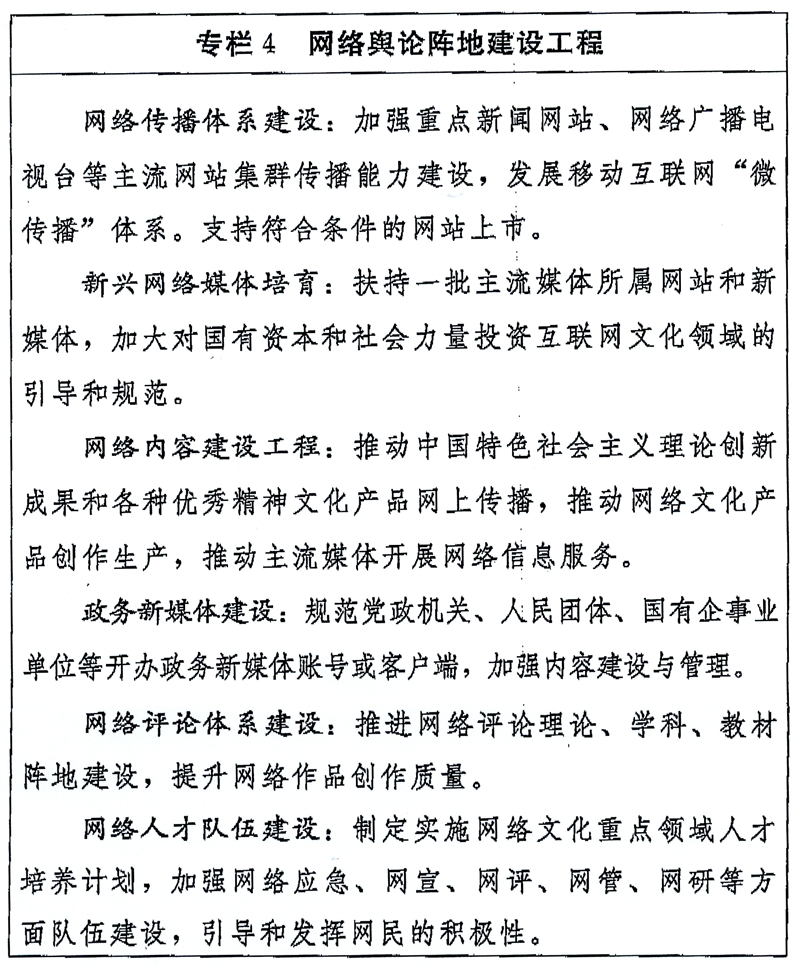 专栏4 网络舆论阵地建设工程
网络传播体系建设：加强重点新闻网站、网络广播电
视台等主流网站集群传播能力建设，发展移动互联网“微
传播”体系。支持符合条件的网站上市。
新兴网络媒体培育：扶持一批主流媒体所属网站和新
媒体，加大对国有资本和社会力量投资互联网文化领域的
引导和规范。
网络内容建设工程：推动中国特色社会主义理论创新
成果和各种优秀精神文化产品网上传播，推动网络文化产
品创作生产，推动主流媒体开展网络信息服务。
政务新媒体建设：规范党政机关、人民团体、国有企事业
单位等开办政务新媒体账号或客户端，加强内容建设与管理。
网络评论体系建设：推进网络评论理论、学科、教材
阵地建设，提升网络作品创作质量。
网络人才队伍建设：制定实施网络文化重点领域人才
培养计划，加强网络应急、网宣、网评、网管、网研等方
面队伍建设，引导和发挥网民的积极性。